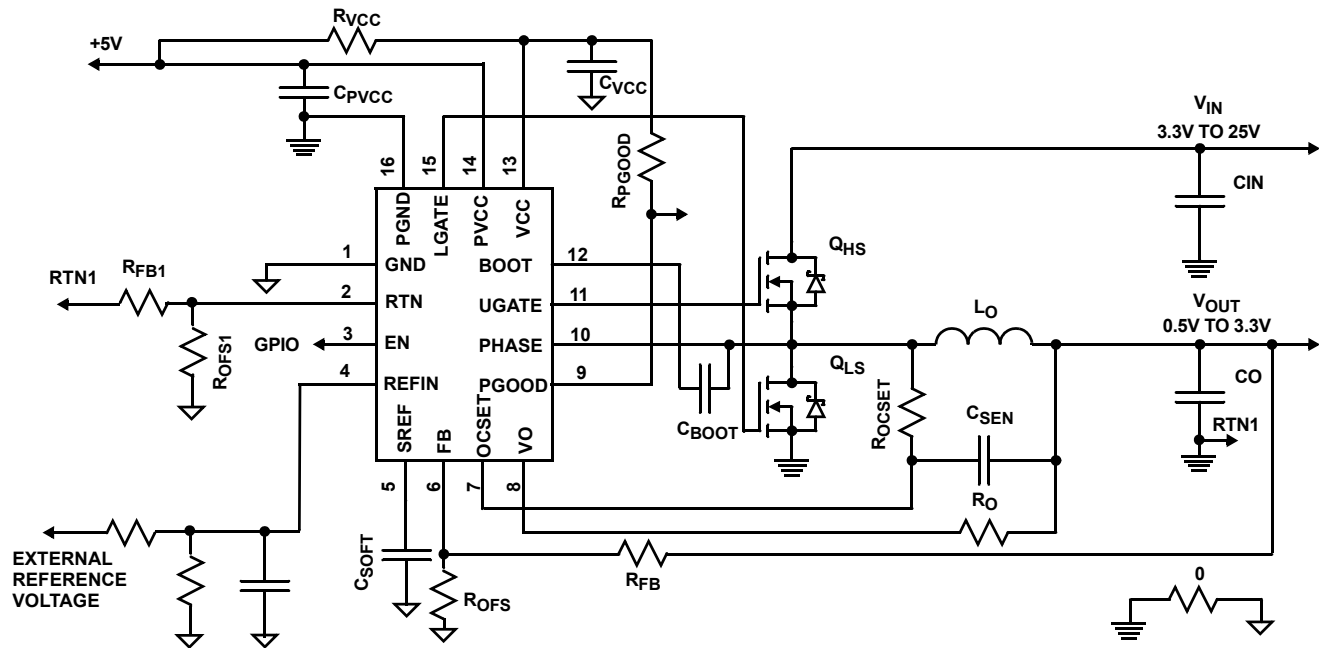 RVCC
+5V
CPVCC
CVCC
RPGOOD
VIN
3.3V TO 25V
CIN
16
15
14
13
PGND
LGATE
PVCC
VCC
1
GND
RTN1
RFB1
2
RTN
ROFS1
GPIO
3
EN
4
REFIN
BOOT
12
UGATE
11
PHASE
10
PGOOD
9
SREF
FB
OCSET
VO
5
6
7
8
QHS
QLS
CBOOT
LO
VOUT
0.5V TO 3.3V
CO
RTN1
ROCSET
CSEN
RO
EXTERNAL
REFERENCE
VOLTAGE
CSOFT
ROFS
RFB
0